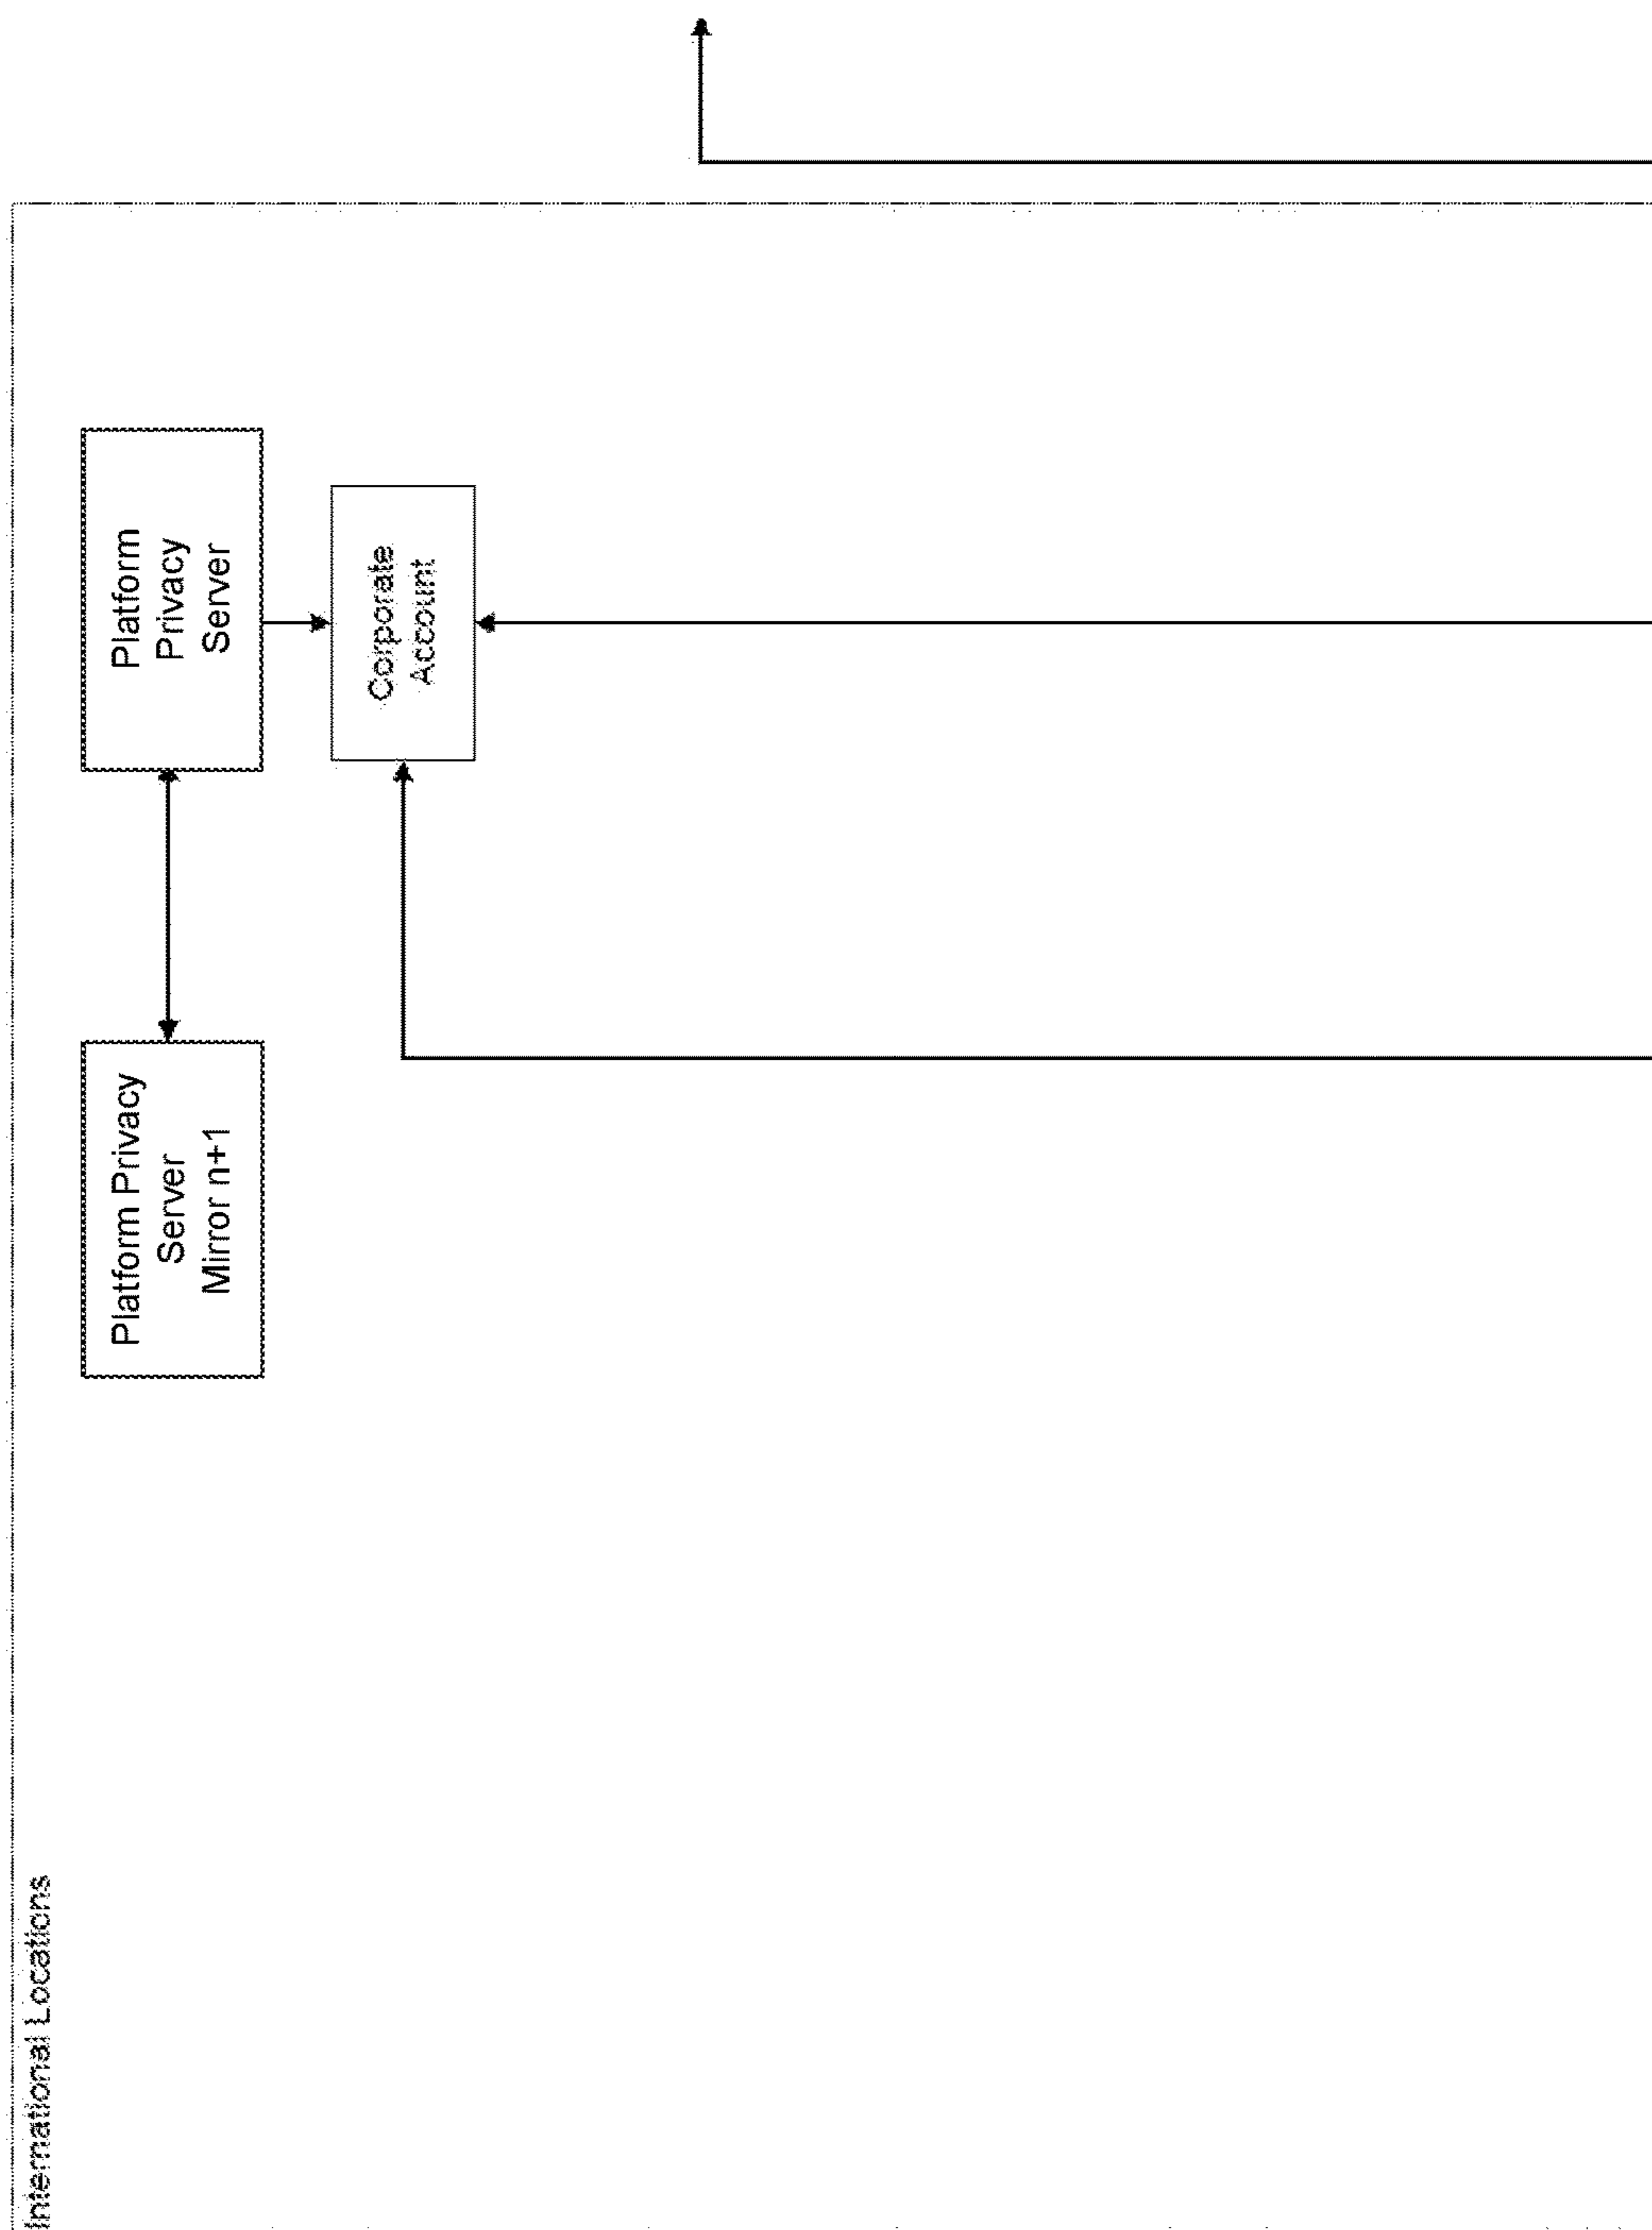 International Locations
Platform Privacy
Server
Mirror n+1
Platform
Privacy
Server
Corporate
Account